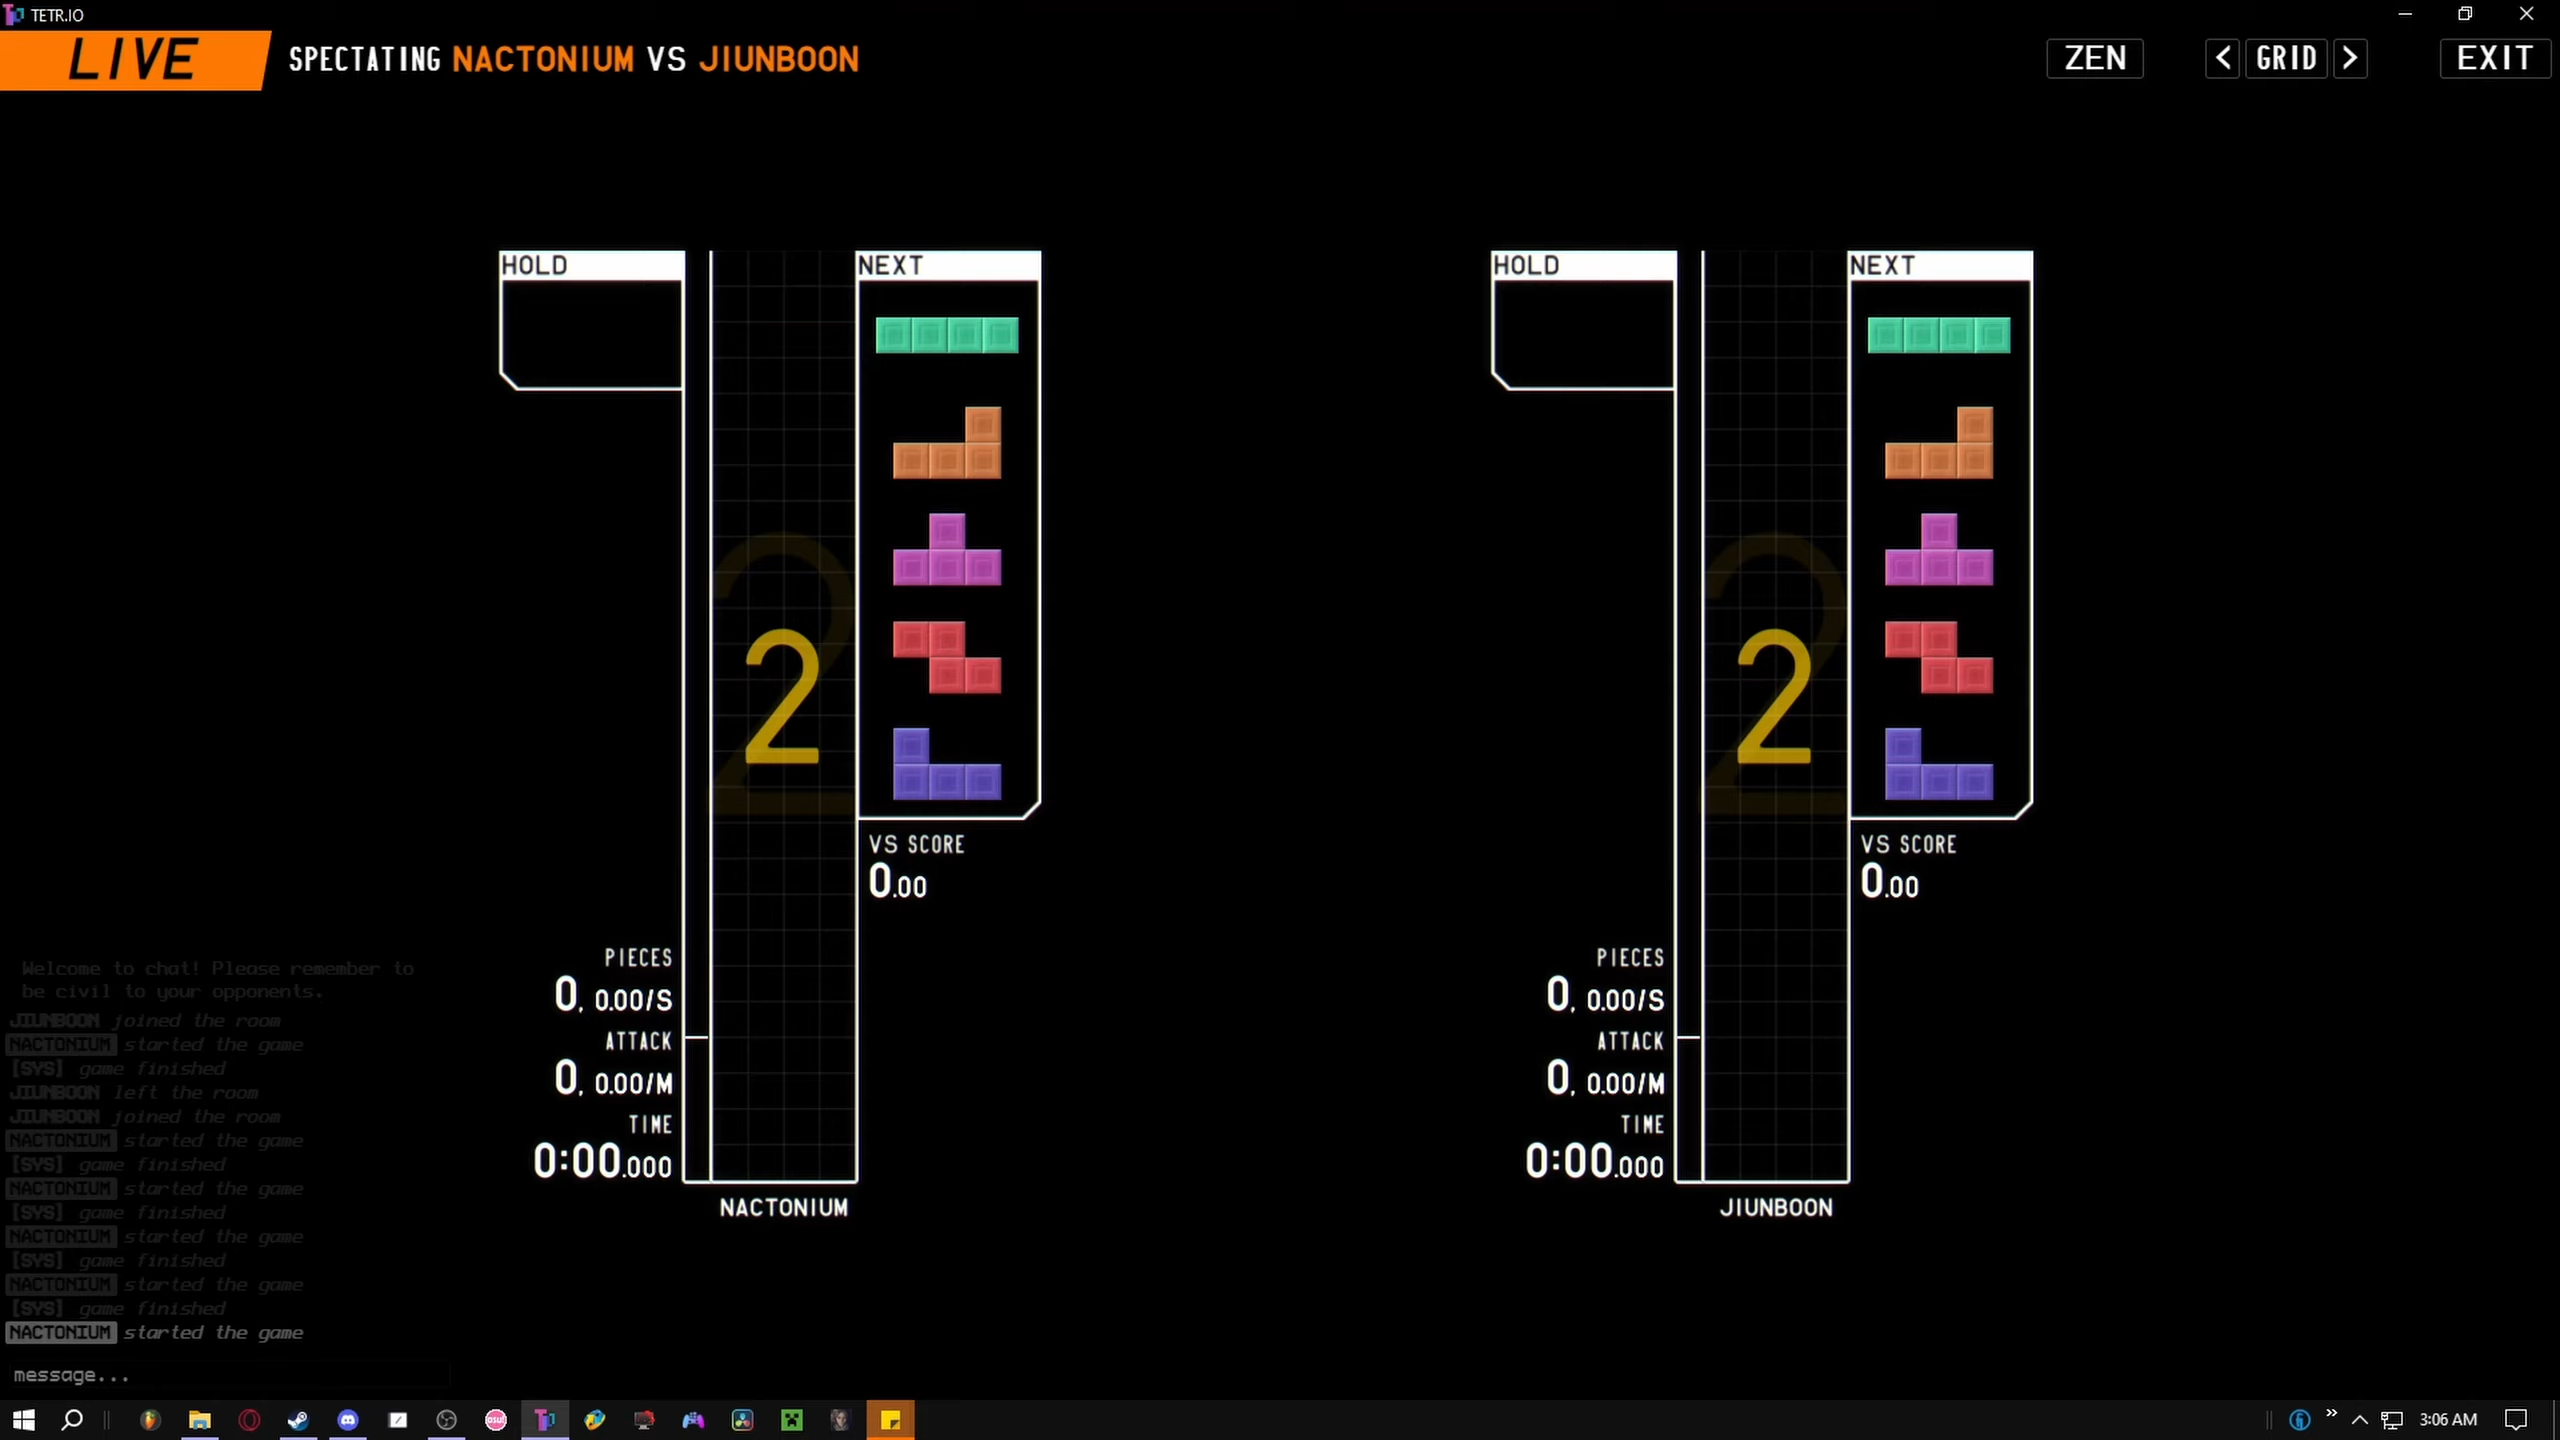 TETR.IO
LIVE
SPECTATING NACTONIUM VS JIUNBOON
ZEN
< GRID >
EXIT
HOLD
NEXT
2
VS SCORE
0.00
PIECES
0, 0.00/S
ATTACK
0, 0.00/M
TIME
0:00.000
NACTONIUM
HOLD
NEXT
2
VS SCORE
0.00
PIECES
0, 0.00/S
ATTACK
0, 0.00/M
TIME
0:00.000
JIUNBOON
Welcome to chat! Please remember to
be civil to your opponents.
JIUNBOON joined the room
NACTONIUM started the game
[SYS] game finished
JIUNBOON left the room
JIUNBOON joined the room
NACTONIUM started the game
[SYS] game finished
NACTONIUM started the game
[SYS] game finished
NACTONIUM started the game
[SYS] game finished
NACTONIUM started the game
[SYS] game finished
NACTONIUM started the game
message...
osu!
3:06 AM